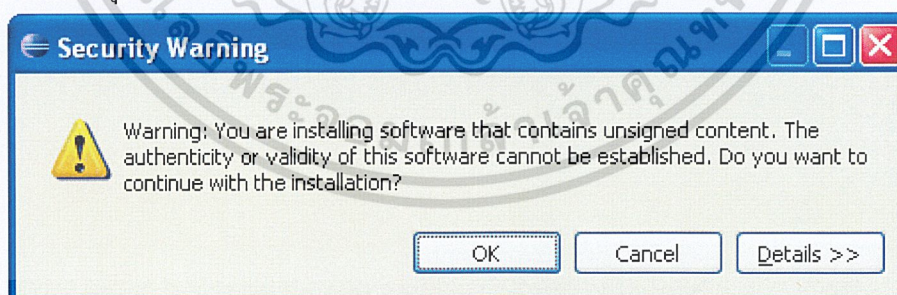 Security Warning
Warning: You are installing software that contains unsigned content. The
authenticity or validity of this software cannot be established. Do you want to
continue with the installation?
OK
Cancel
Details >>